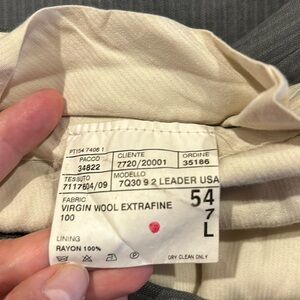 PT154 7406 1
PACCO CLIENTE ORDINE
34822 7720/20001 35186
TESSUTO MODELLO
7117604/09 7Q30 9 2 LEADER USA
FABRIC
VIRGIN WOOL EXTRAFINE
100
54
7
L
LINING
RAYON 100%
DRY CLEAN ONLY